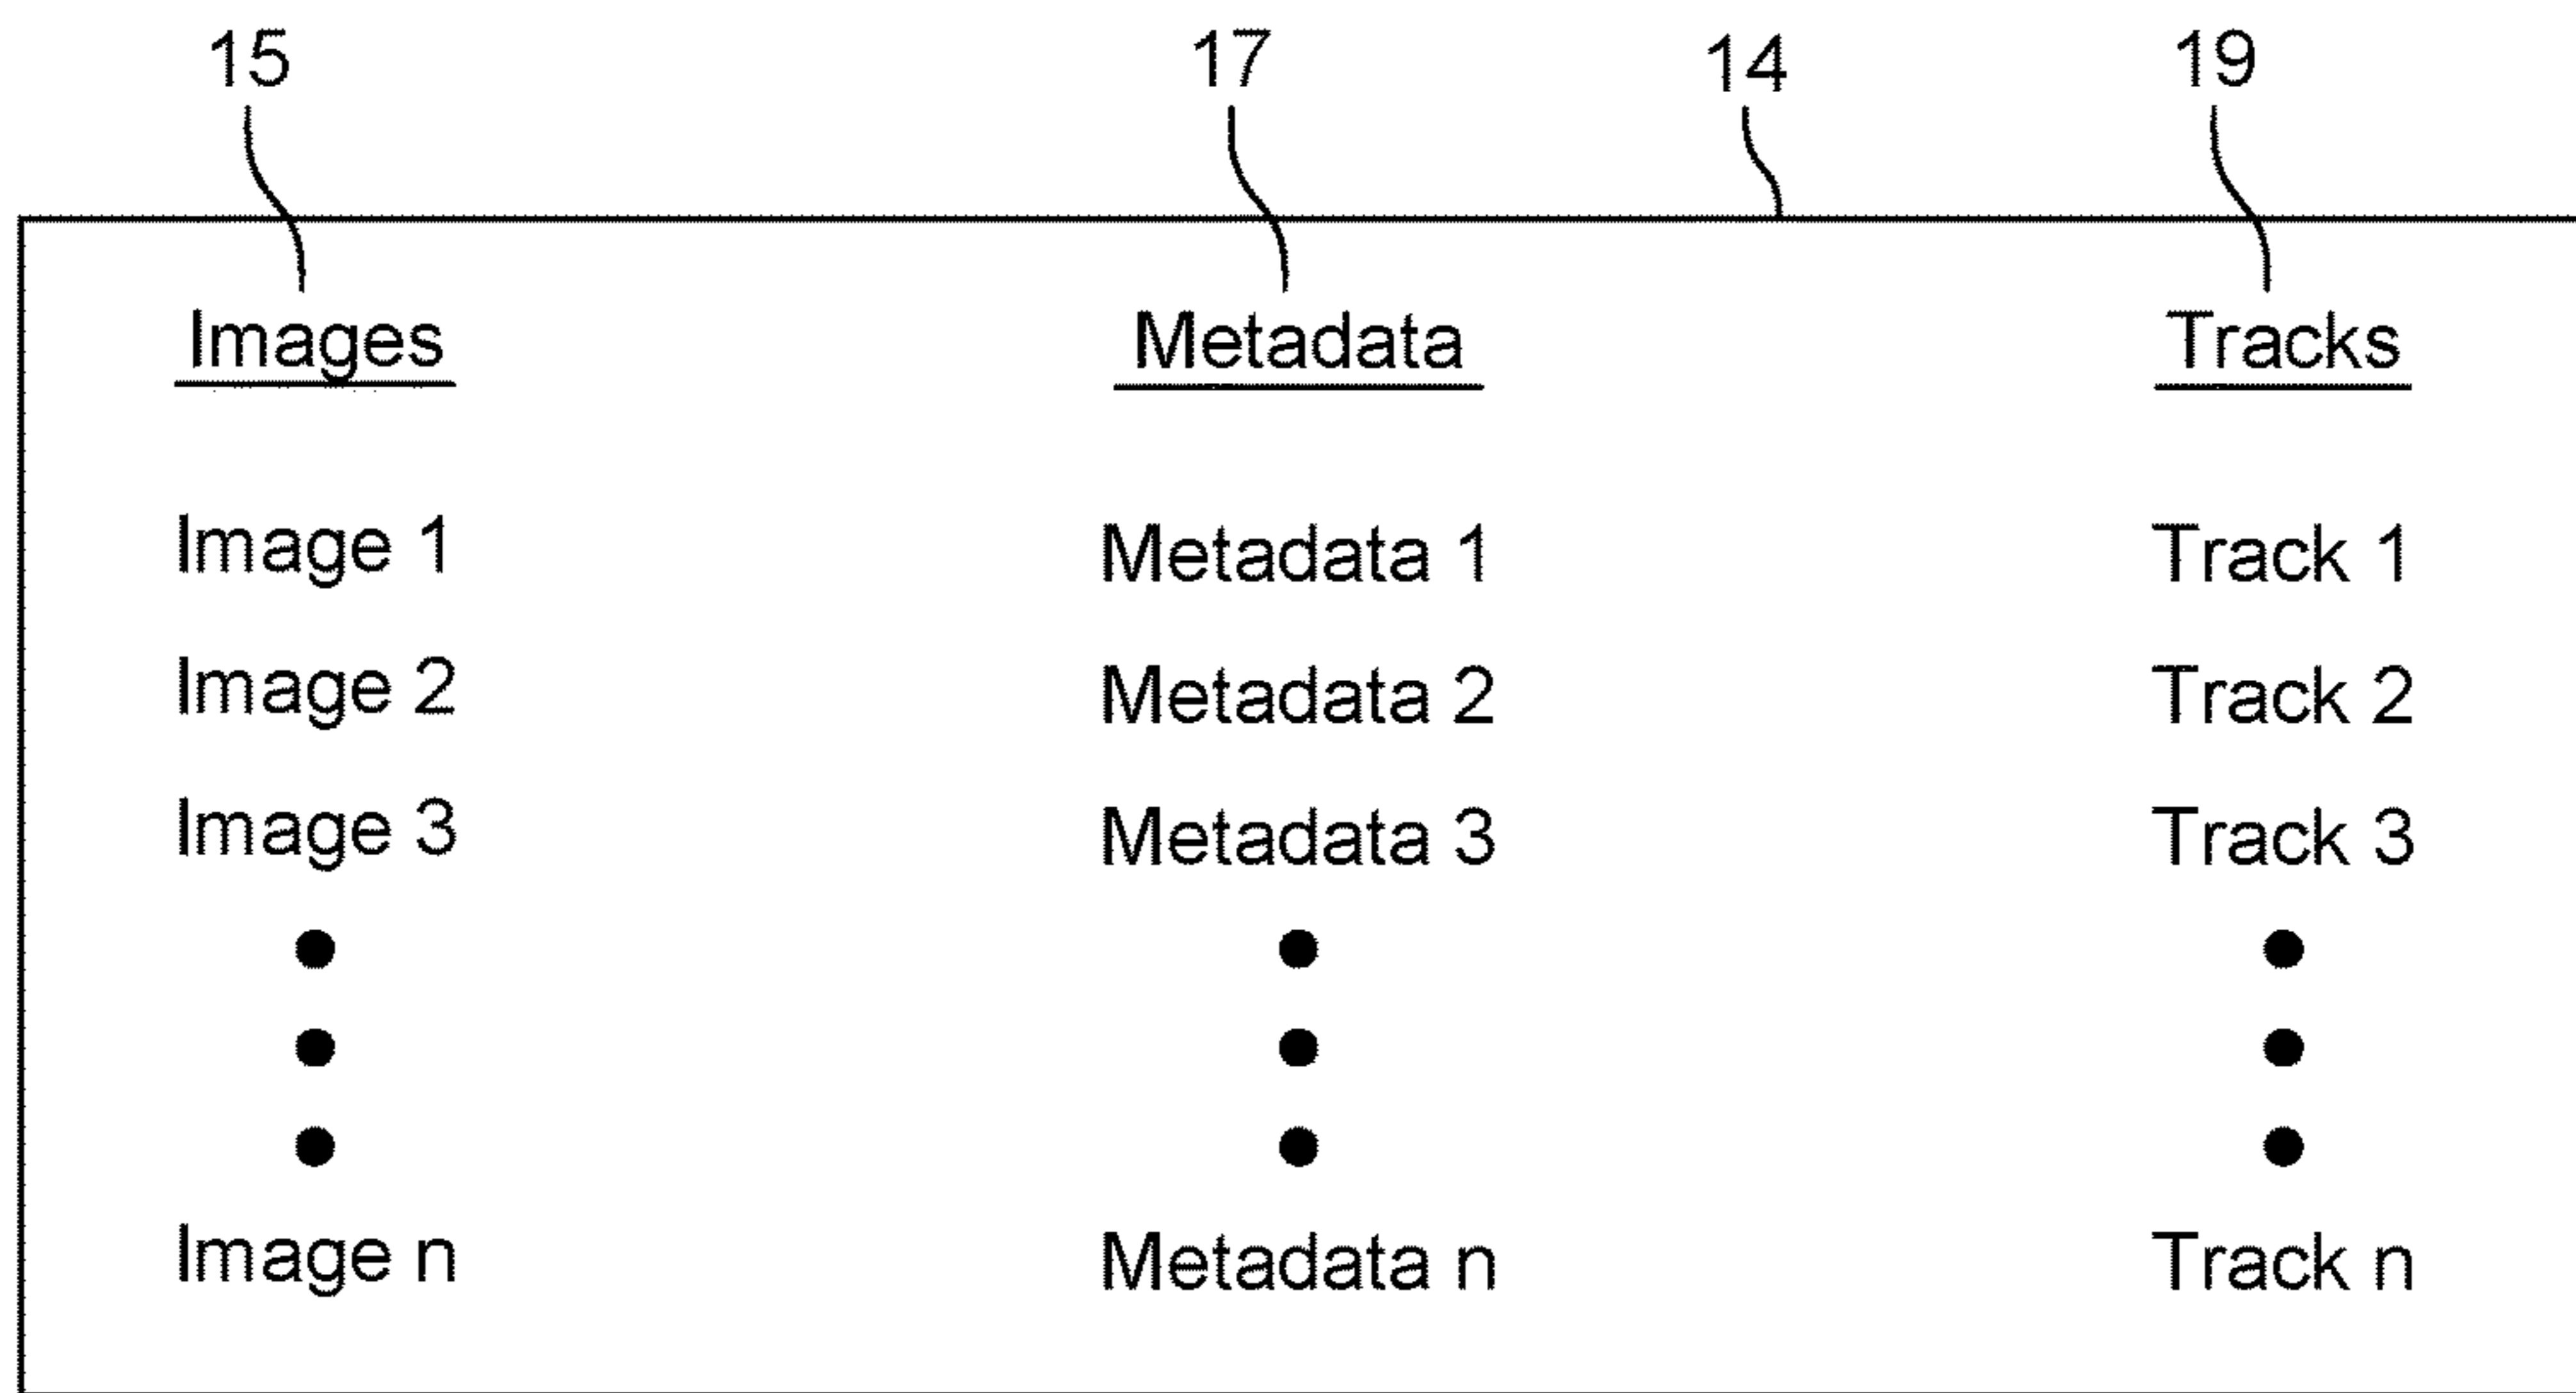 15 17 14 19
Images Metadata Tracks
Image 1 Metadata 1 Track 1
Image 2 Metadata 2 Track 2
Image 3 Metadata 3 Track 3
Image n Metadata n Track n